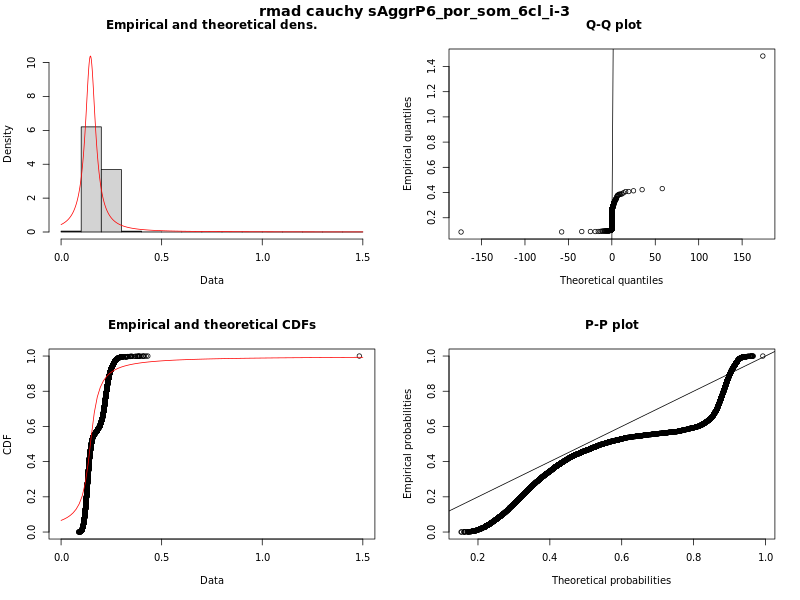 rmad cauchy sAggrP6_por_som_6cl_i-3
Empirical and theoretical dens.
Density
0 2 4 6 8 10
0.0 0.5 1.0 1.5
Data
Q-Q plot
Empirical quantiles
0.2 0.4 0.6 0.8 1.0 1.2 1.4
-150 -100 -50 0 50 100 150
Theoretical quantiles
Empirical and theoretical CDFs
CDF
0.0 0.2 0.4 0.6 0.8 1.0
0.0 0.5 1.0 1.5
Data
P-P plot
Empirical probabilities
0.0 0.2 0.4 0.6 0.8 1.0
0.2 0.4 0.6 0.8 1.0
Theoretical probabilities